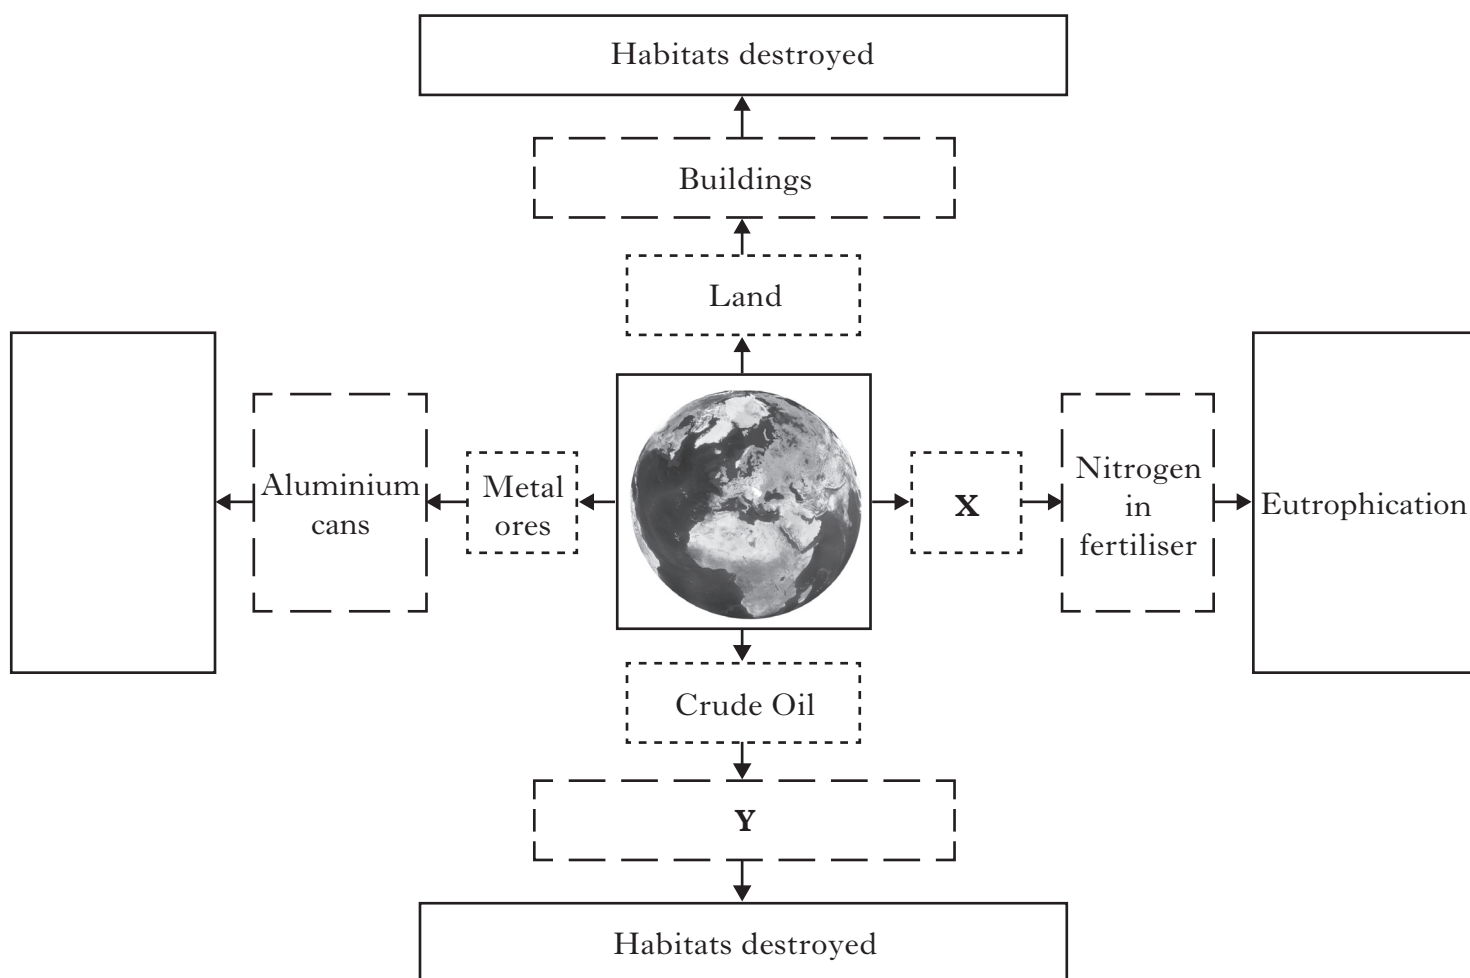 Habitats destroyed
Buildings
Land
Aluminium
cans
Metal
ores
X
Nitrogen
in
fertiliser
Eutrophication
Crude Oil
Y
Habitats destroyed